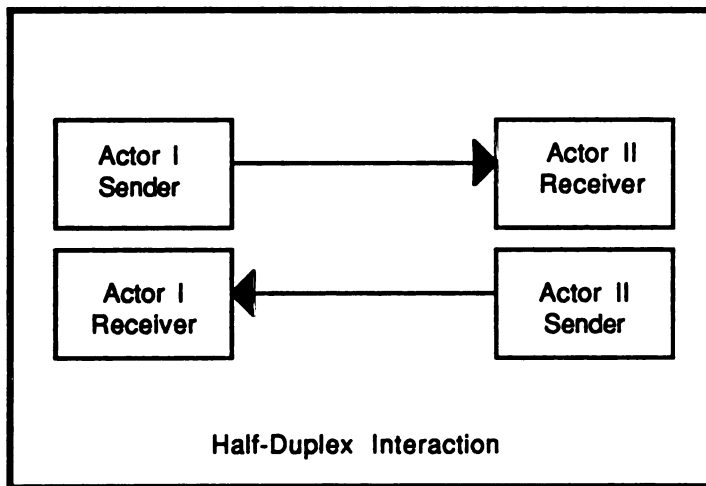 Actor I
Sender
Actor II
Receiver
Actor I
Receiver
Actor II
Sender
Half-Duplex Interaction